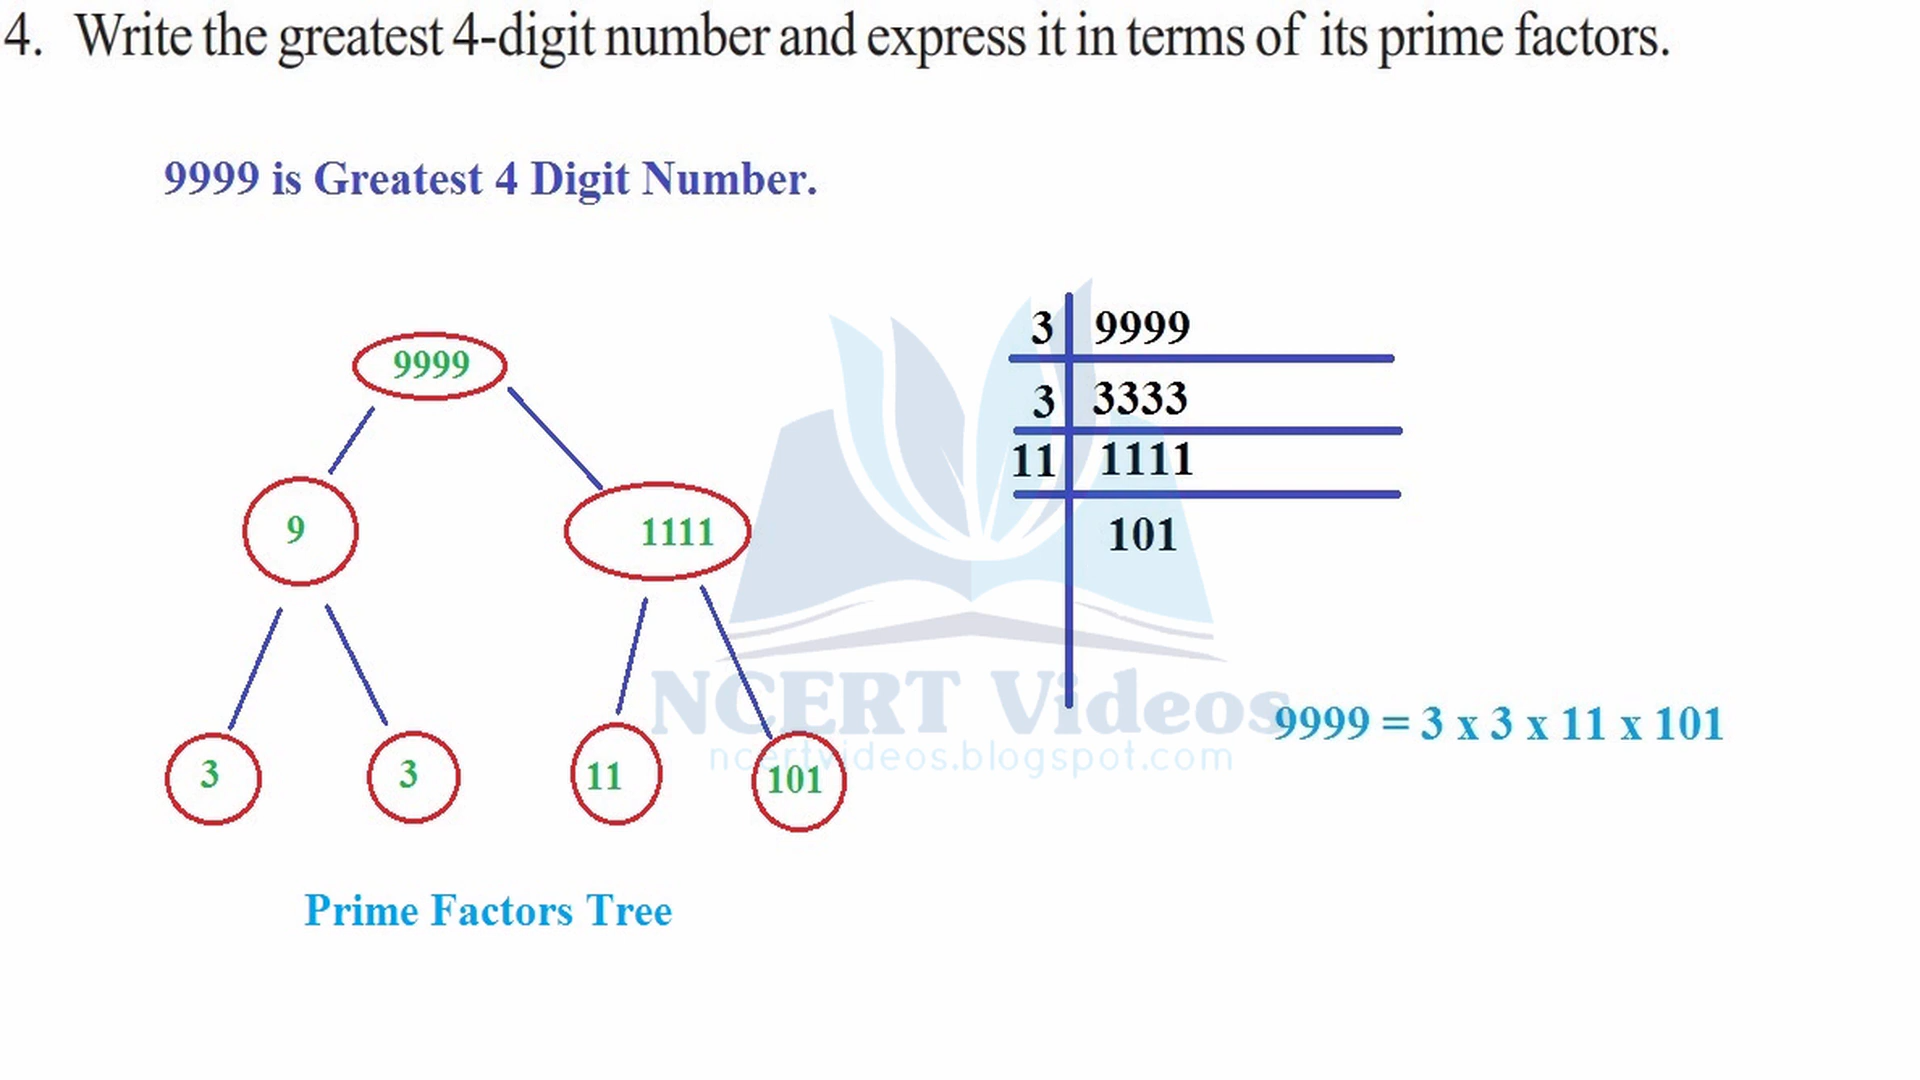 4. Write the greatest 4-digit number and express it in terms of its prime factors.
9999 is Greatest 4 Digit Number.
9999
9 1111
3 3 11 101
Prime Factors Tree
3 9999
3 3333
11 1111
101
NCERT Videos
ncertvideos.blogspot.com
9999 = 3 x 3 x 11 x 101